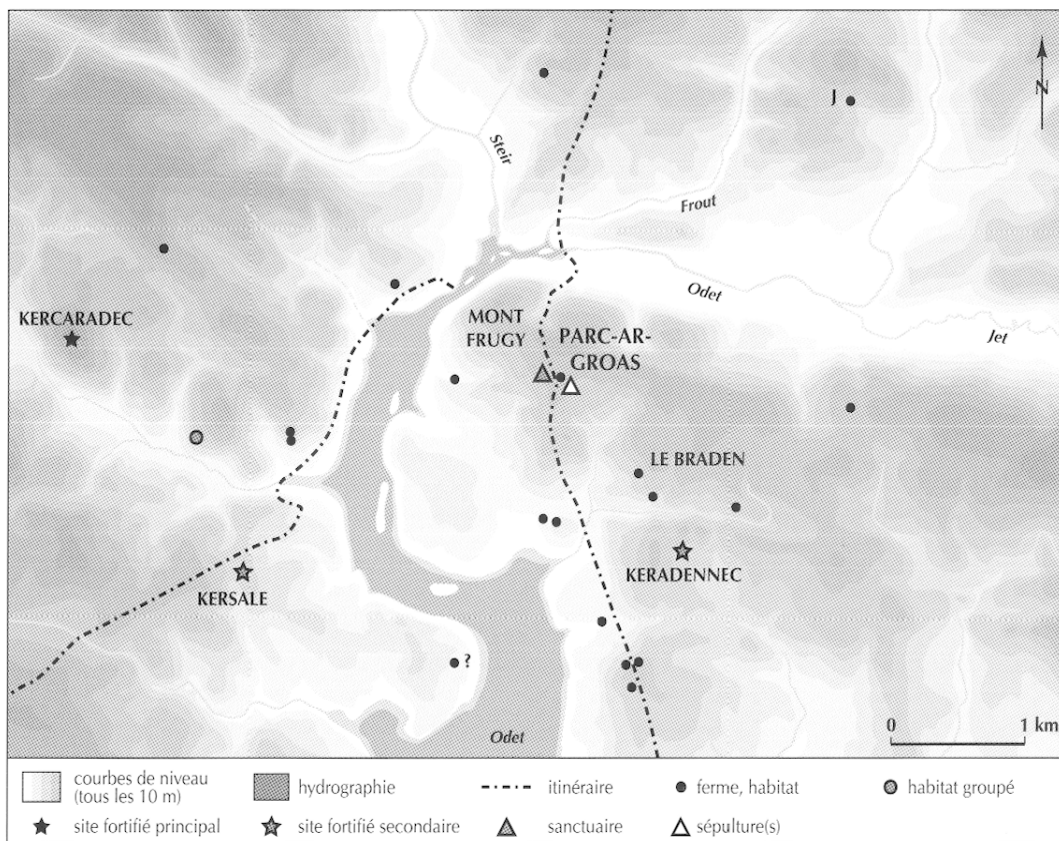 N
J
Steir
Frout
Odet
Jet
KERCARADEC
MONT
FRUGY
PARC-AR-
GROAS
LE BRADEN
KERADENNEC
KERSALE
?
Odet
0 1 km
courbes de niveau
(tous les 10 m)
hydrographie
itinéraire
ferme, habitat
habitat groupé
site fortifié principal
site fortifié secondaire
sanctuaire
sépulture(s)